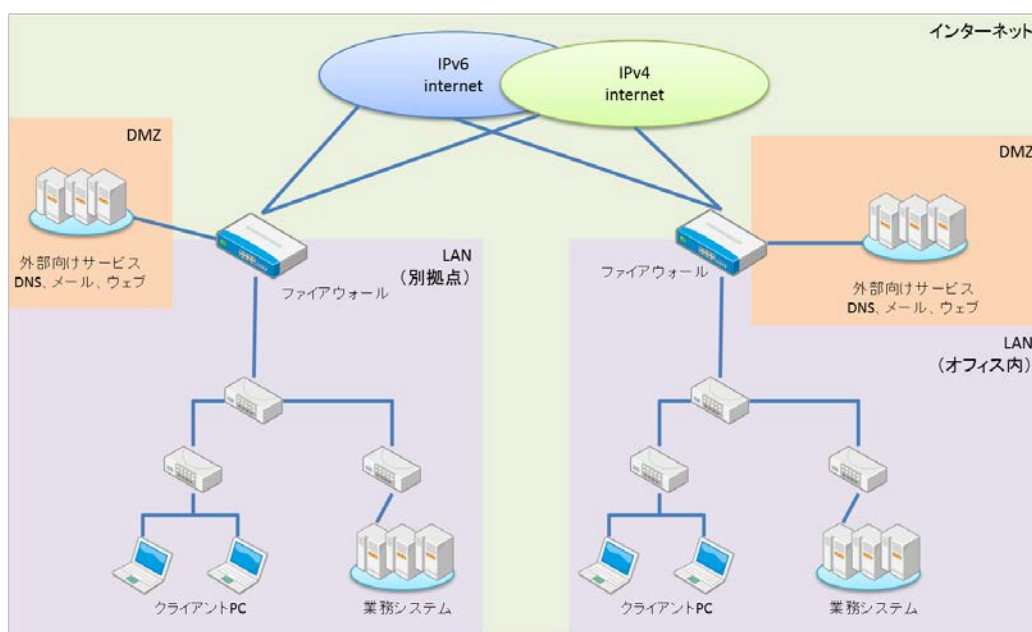 インターネット
IPv6
internet
IPv4
internet
DMZ
外部向けサービス
DNS、メール、ウェブ
ファイアウォール
LAN
（別拠点）
クライアントPC
業務システム
DMZ
外部向けサービス
DNS、メール、ウェブ
ファイアウォール
LAN
（オフィス内）
クライアントPC
業務システム